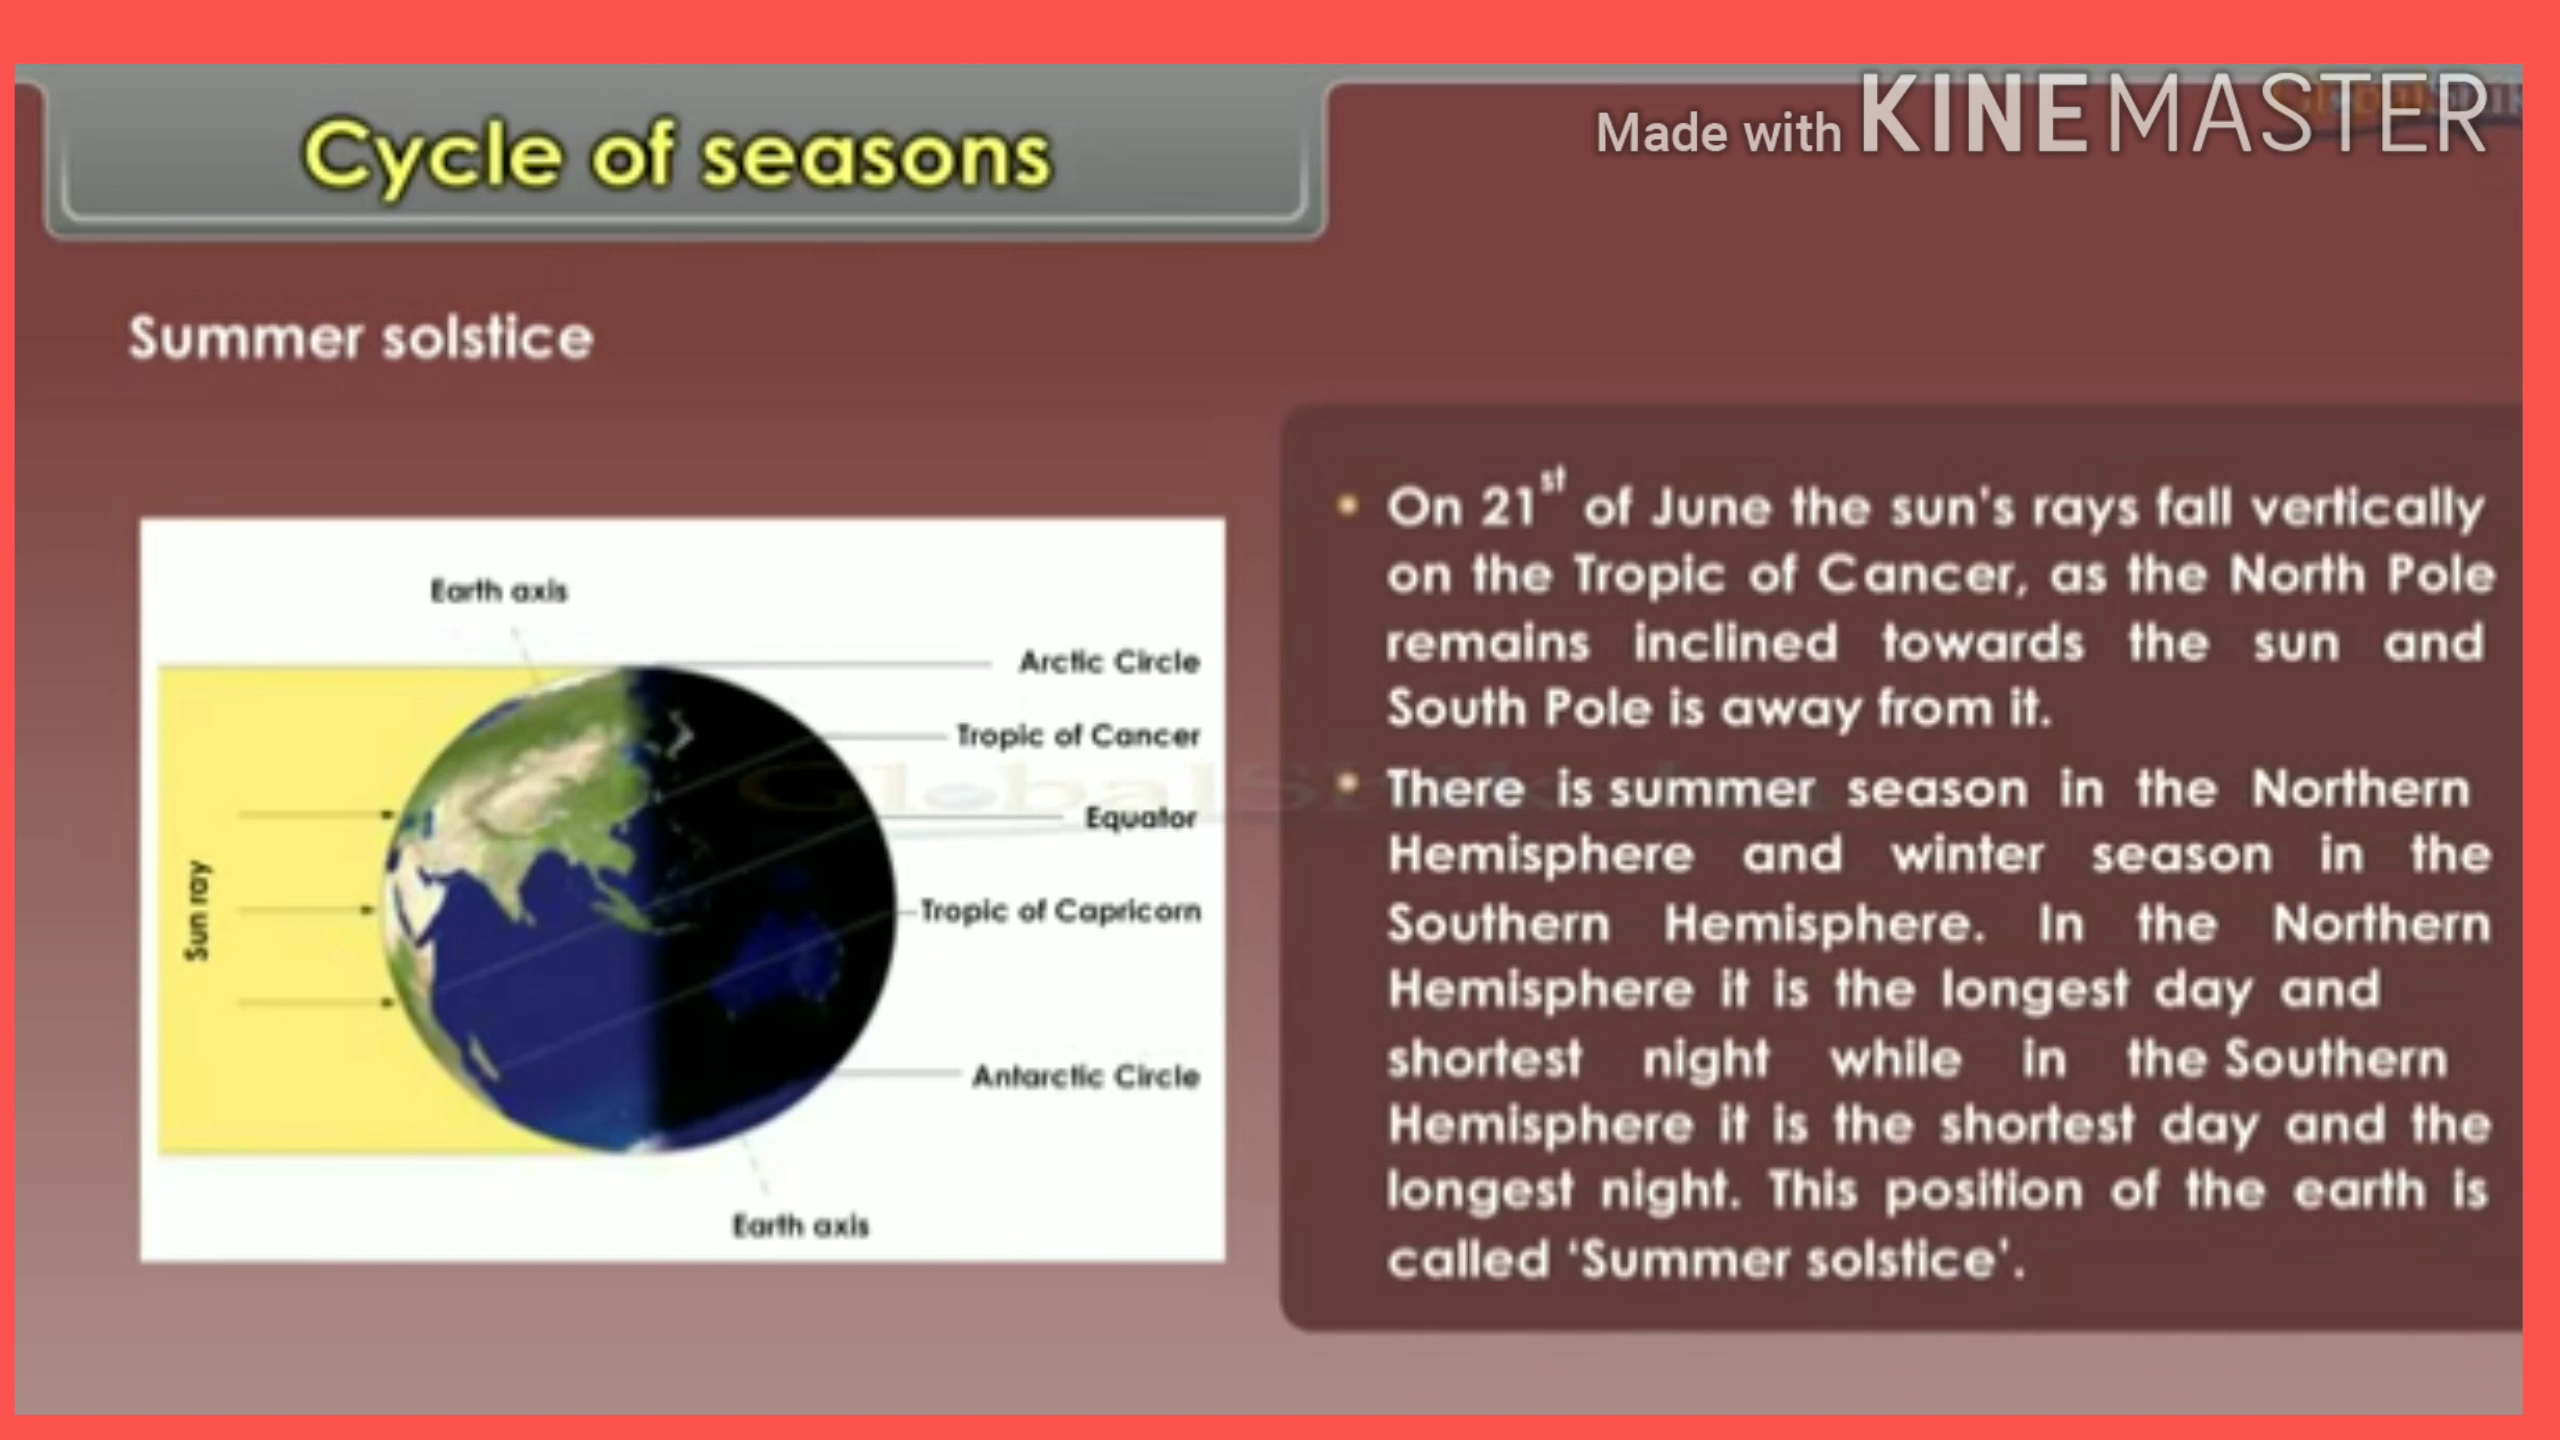 Made with KINEMASTER
Cycle of seasons
Summer solstice
Earth axis
Arctic Circle
Tropic of Cancer
Equator
Tropic of Capricorn
Antarctic Circle
Earth axis
Sun ray
• On 21st of June the sun's rays fall vertically
on the Tropic of Cancer, as the North Pole
remains inclined towards the sun and
South Pole is away from it.
• There is summer season in the Northern
Hemisphere and winter season in the
Southern Hemisphere. In the Northern
Hemisphere it is the longest day and
shortest night while in the Southern
Hemisphere it is the shortest day and the
longest night. This position of the earth is
called ‘Summer solstice’.